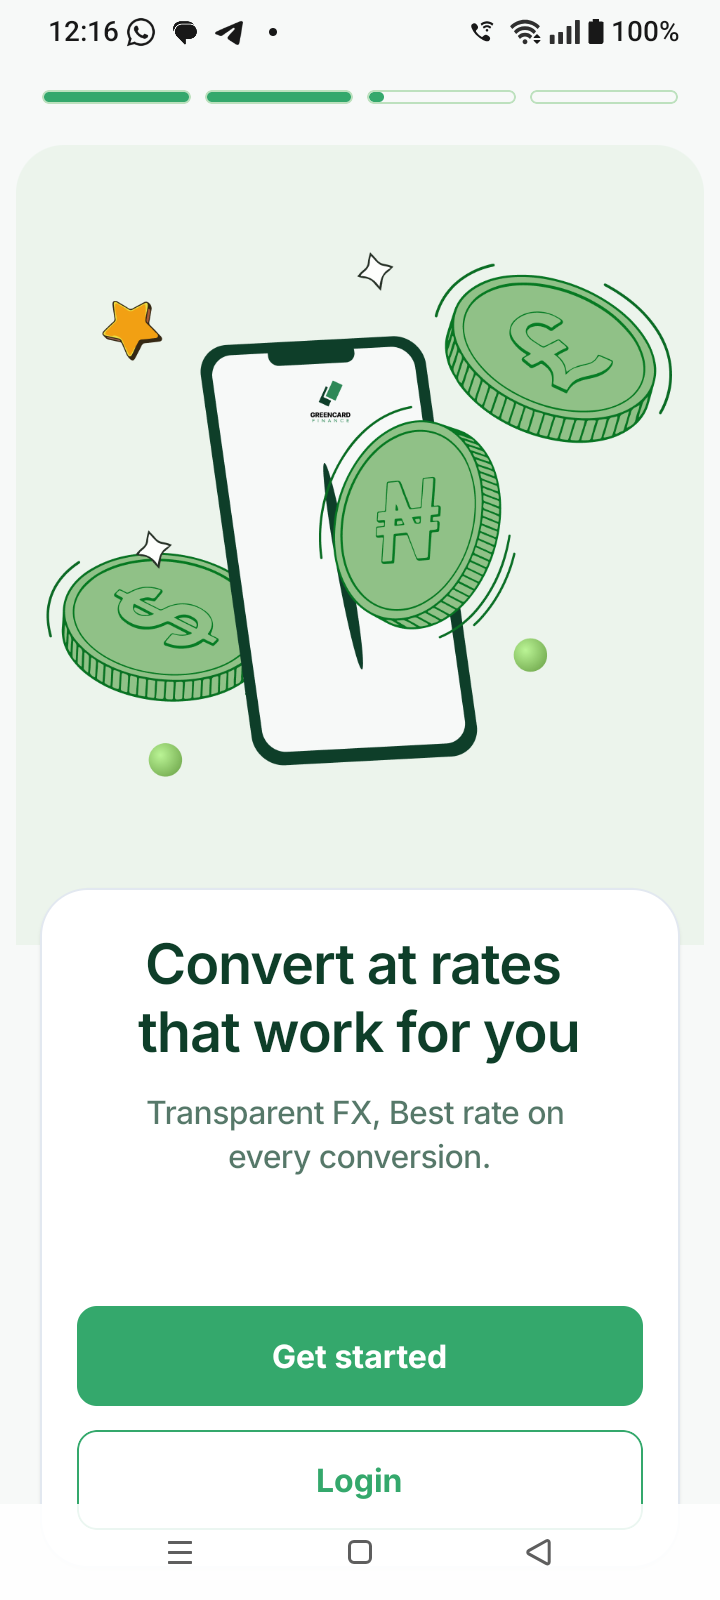 12:16
100%
GREENCARD
FINANCE
£
₦
$
Convert at rates
that work for you
Transparent FX, Best rate on
every conversion.
Get started
Login